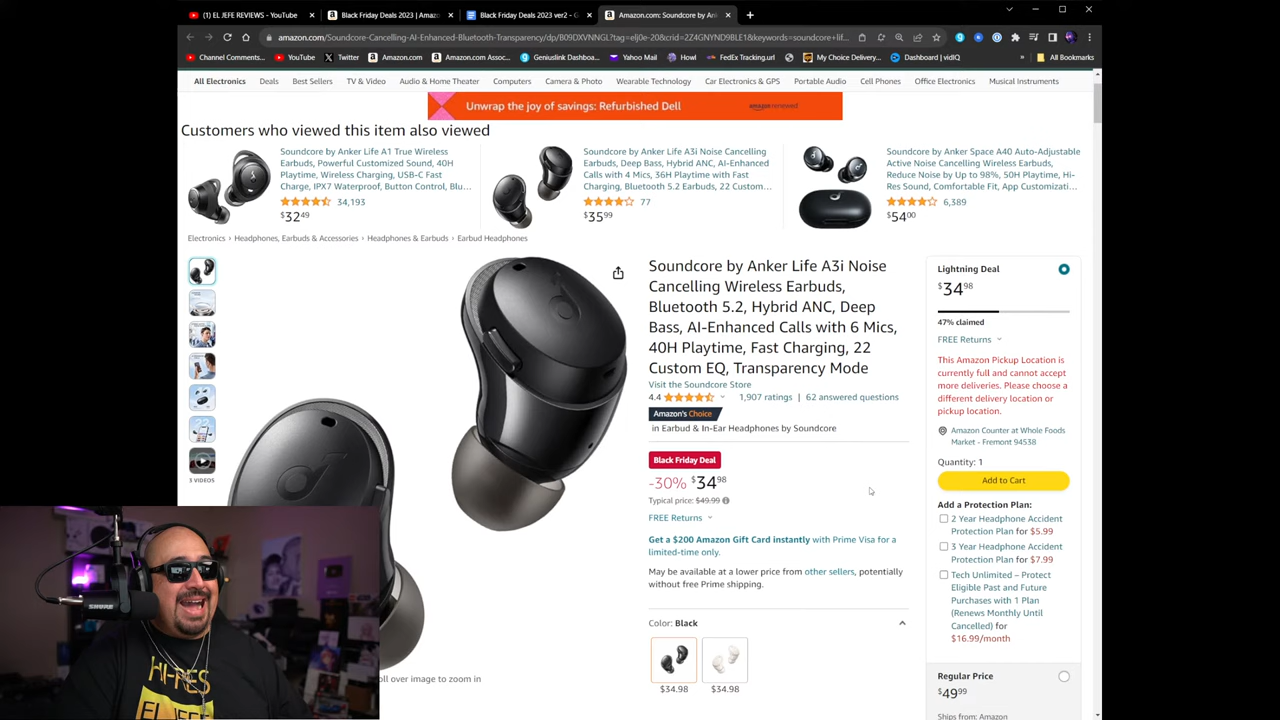 (1) EL JEFE REVIEWS - YouTube
Black Friday Deals 2023 | Amaz
Black Friday Deals 2023 ver2 - G
Amazon.com: Soundcore by An
amazon.com/Soundcore-Cancelling-AI-Enhanced-Bluetooth-Transparency/dp/B09DXVNNGL?tag=elj0e-20&crid=2Z4GNYND9BLE1&keywords=soundcore+lif...
Channel Comments... YouTube Twitter Amazon.com Amazon.com Assoc... Geniuslink Dashboa... Yahoo Mail Howl FedEx Tracking.url My Choice Delivery... Dashboard | vidIQ » All Bookmarks
All Electronics Deals Best Sellers TV & Video Audio & Home Theater Computers Camera & Photo Wearable Technology Car Electronics & GPS Portable Audio Cell Phones Office Electronics Musical Instruments
Unwrap the joy of savings: Refurbished Dell amazon renewed
Customers who viewed this item also viewed
Soundcore by Anker Life A1 True Wireless
Earbuds, Powerful Customized Sound, 40H
Playtime, Wireless Charging, USB-C Fast
Charge, IPX7 Waterproof, Button Control, Blu...
34,193
$3249
Soundcore by Anker Life A3i Noise Cancelling
Earbuds, Deep Bass, Hybrid ANC, AI-Enhanced
Calls with 4 Mics, 36H Playtime with Fast
Charging, Bluetooth 5.2 Earbuds, 22 Custom...
77
$3599
Soundcore by Anker Space A40 Auto-Adjustable
Active Noise Cancelling Wireless Earbuds,
Reduce Noise by Up to 98%, 50H Playtime, Hi-
Res Sound, Comfortable Fit, App Customizati...
6,389
$5400
Electronics › Headphones, Earbuds & Accessories › Headphones & Earbuds › Earbud Headphones
5 VIDEOS
oll over image to zoom in
Soundcore by Anker Life A3i Noise
Cancelling Wireless Earbuds,
Bluetooth 5.2, Hybrid ANC, Deep
Bass, AI-Enhanced Calls with 6 Mics,
40H Playtime, Fast Charging, 22
Custom EQ, Transparency Mode
Visit the Soundcore Store
4.4 1,907 ratings | 62 answered questions
Amazon's Choice
in Earbud & In-Ear Headphones by Soundcore
Black Friday Deal
-30% $3498
Typical price: $49.99
FREE Returns
Get a $200 Amazon Gift Card instantly with Prime Visa for a
limited-time only.
May be available at a lower price from other sellers, potentially
without free Prime shipping.
Color: Black
$34.98 $34.98
Lightning Deal
$3498
47% claimed
FREE Returns
This Amazon Pickup Location is
currently full and cannot accept
more deliveries. Please choose a
different delivery location or
pickup location.
Amazon Counter at Whole Foods
Market - Fremont 94538
Quantity: 1
Add to Cart
Add a Protection Plan:
2 Year Headphone Accident
Protection Plan for $5.99
3 Year Headphone Accident
Protection Plan for $7.99
Tech Unlimited – Protect
Eligible Past and Future
Purchases with 1 Plan
(Renews Monthly Until
Cancelled) for
$16.99/month
Regular Price
$4999
Ships from: Amazon
SHURE
HI-RES
EL JEFE